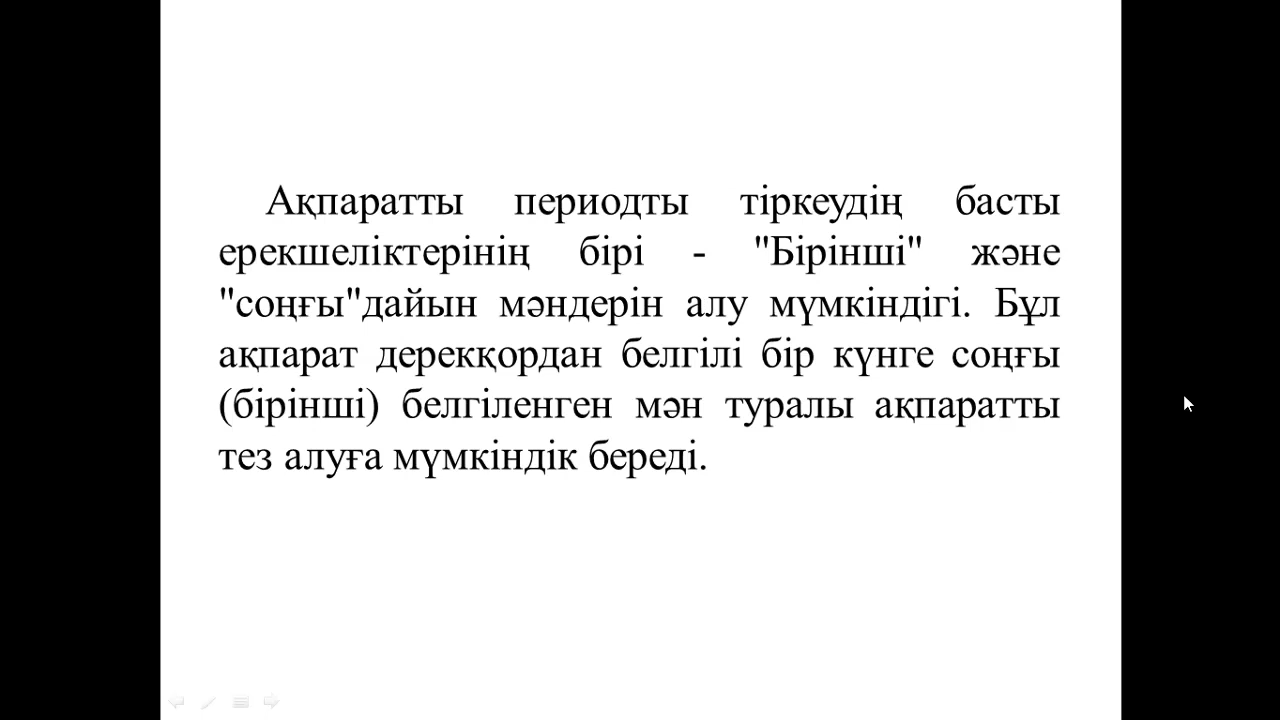 Ақпаратты периодты тіркеудің басты
ерекшеліктерінің бірі - "Бірінші" және
"соңғы"дайын мәндерін алу мүмкіндігі. Бұл
ақпарат дерекқордан белгілі бір күнге соңғы
(бірінші) белгіленген мән туралы ақпаратты
тез алуға мүмкіндік береді.